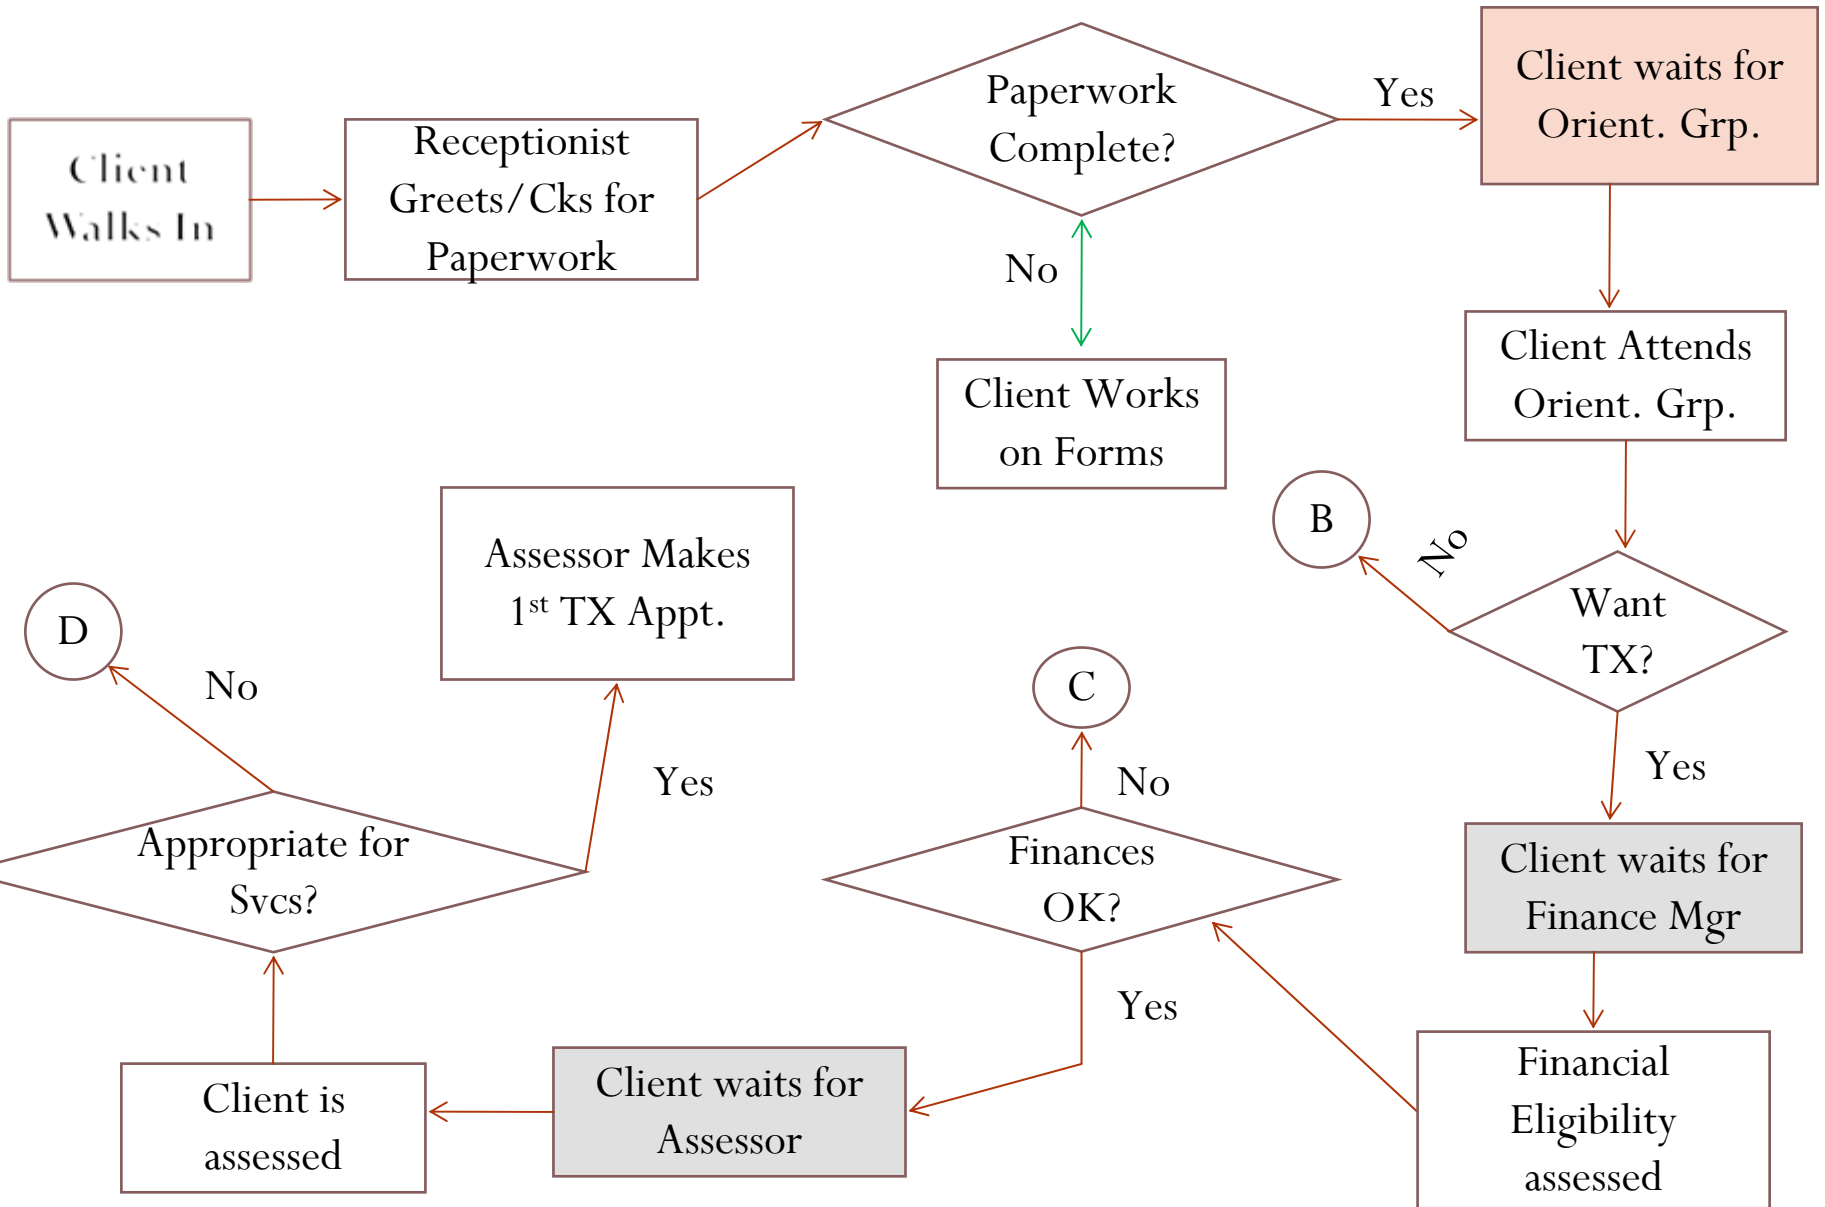 Client
Walks In
Receptionist
Greets/Cks for
Paperwork
Paperwork
Complete?
Yes
Client waits for
Orient. Grp.
No
Client Works
on Forms
Client Attends
Orient. Grp.
B
No
Want
TX?
Yes
Client waits for
Finance Mgr
Financial
Eligibility
assessed
Finances
OK?
No
C
Yes
Client waits for
Assessor
Client is
assessed
Appropriate for
Svcs?
No
D
Yes
Assessor Makes
1st TX Appt.